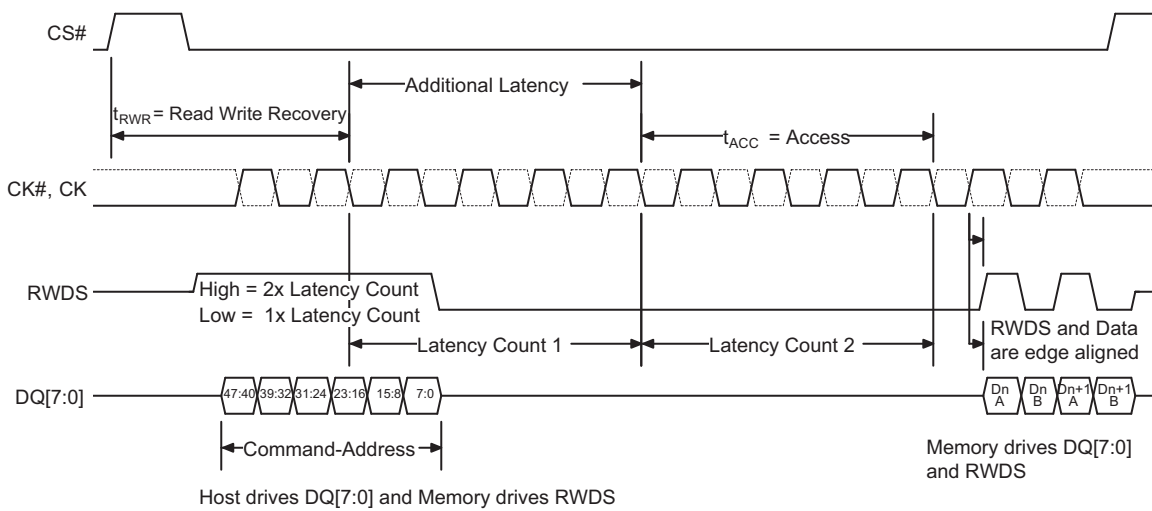 CS#
Additional Latency
tRWR = Read Write Recovery
tACC = Access
CK#, CK
RWDS
High = 2x Latency Count
Low = 1x Latency Count
Latency Count 1
Latency Count 2
RWDS and Data
are edge aligned
DQ[7:0]
47:40 39:32 31:24 23:16 15:8 7:0
Dn
A
Dn
B
Dn+1
A
Dn+1
B
Command-Address
Memory drives DQ[7:0]
and RWDS
Host drives DQ[7:0] and Memory drives RWDS